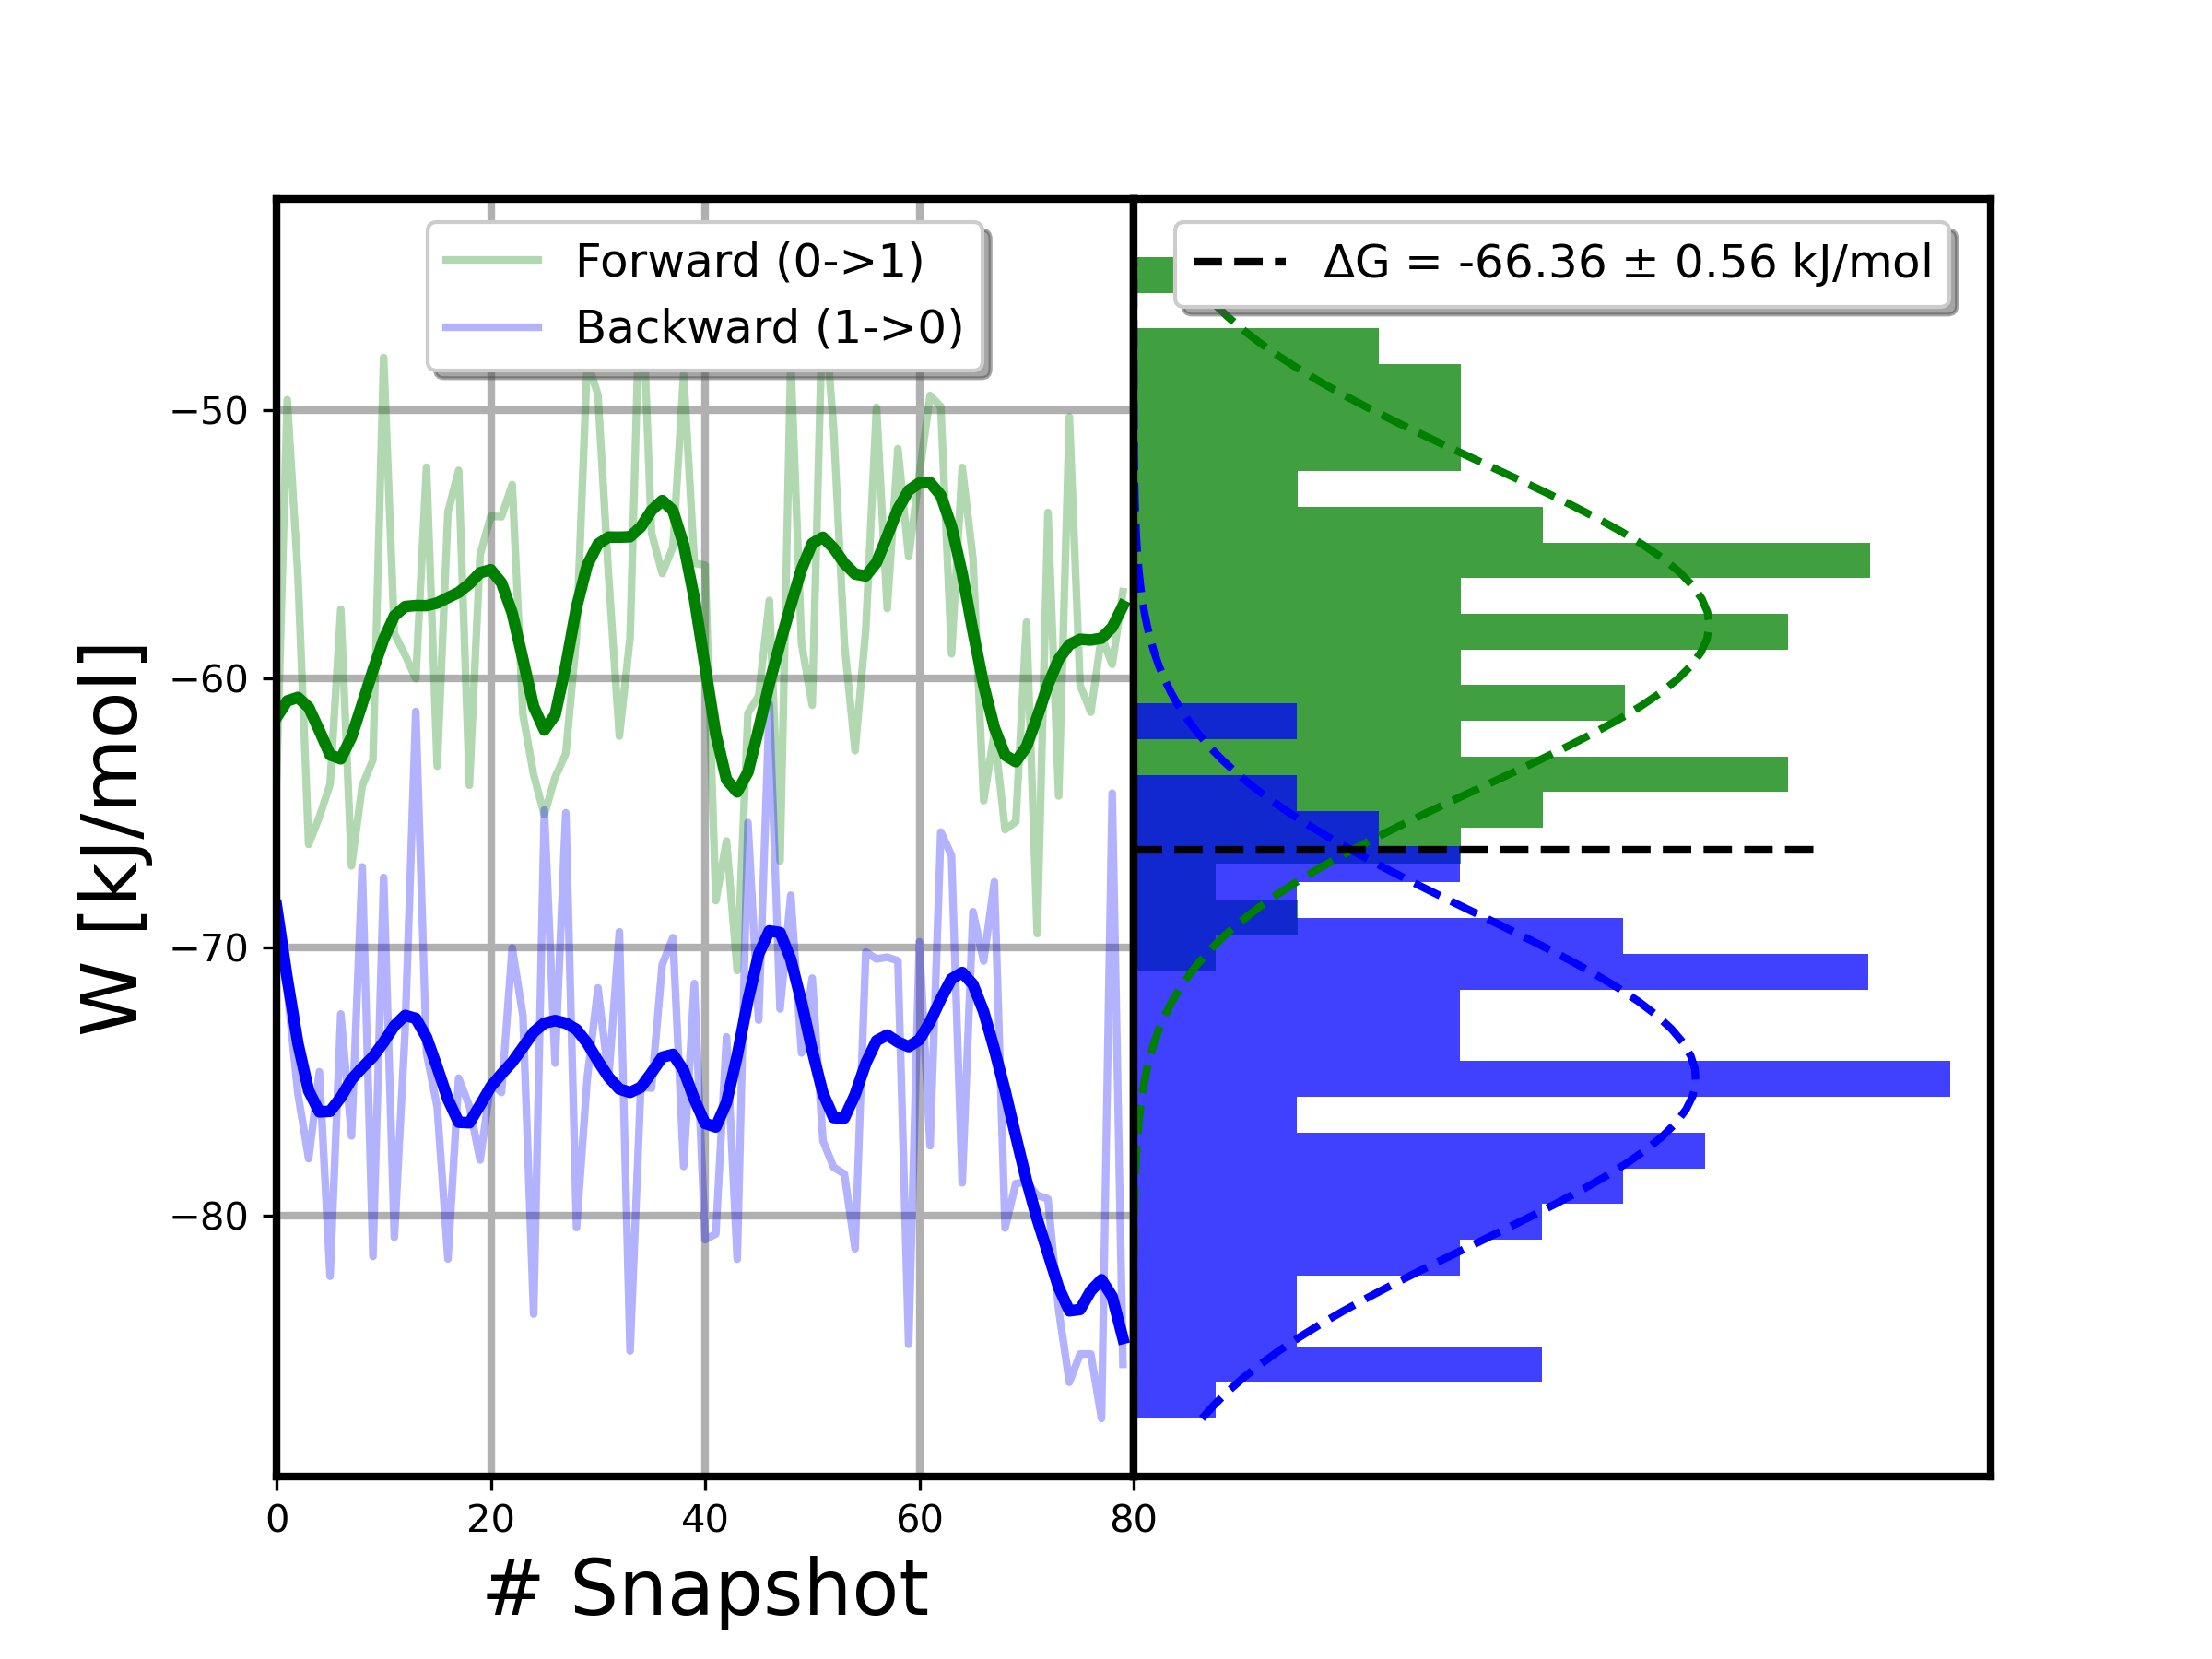 Forward (0->1)
Backward (1->0)
ΔG = -66.36 ± 0.56 kJ/mol
W [kJ/mol]
−50
−60
−70
−80
0 20 40 60 80
# Snapshot